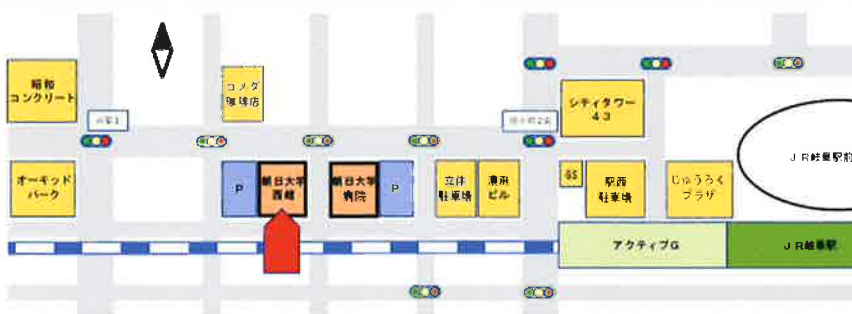 昭和
コンクリート
コメダ
珈琲店
シティタワー
43
JR岐阜駅前
オーキッド
パーク
P
朝日大学
西館
朝日大学
病院
P
立体
駐車場
濃飛
ビル
GS
駅西
駐車場
じゅうろく
プラザ
アクティブG
JR岐阜駅